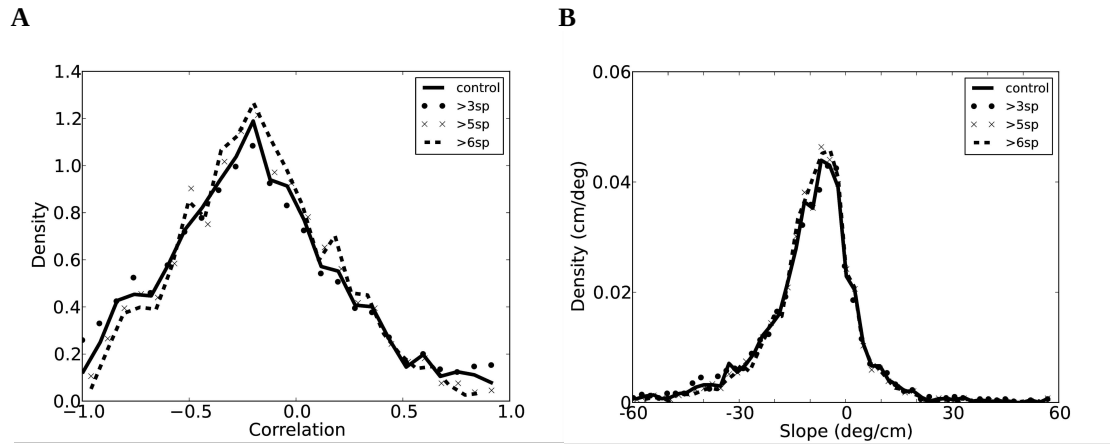 A
B
1.4
1.2
1.0
0.8
0.6
0.4
0.2
0.0
Density
−1.0
−0.5
0.0
0.5
1.0
Correlation
control
>3sp
>5sp
>6sp
0.06
0.04
0.02
0
Density (cm/deg)
-60
-30
0
30
60
Slope (deg/cm)
control
>3sp
>5sp
>6sp